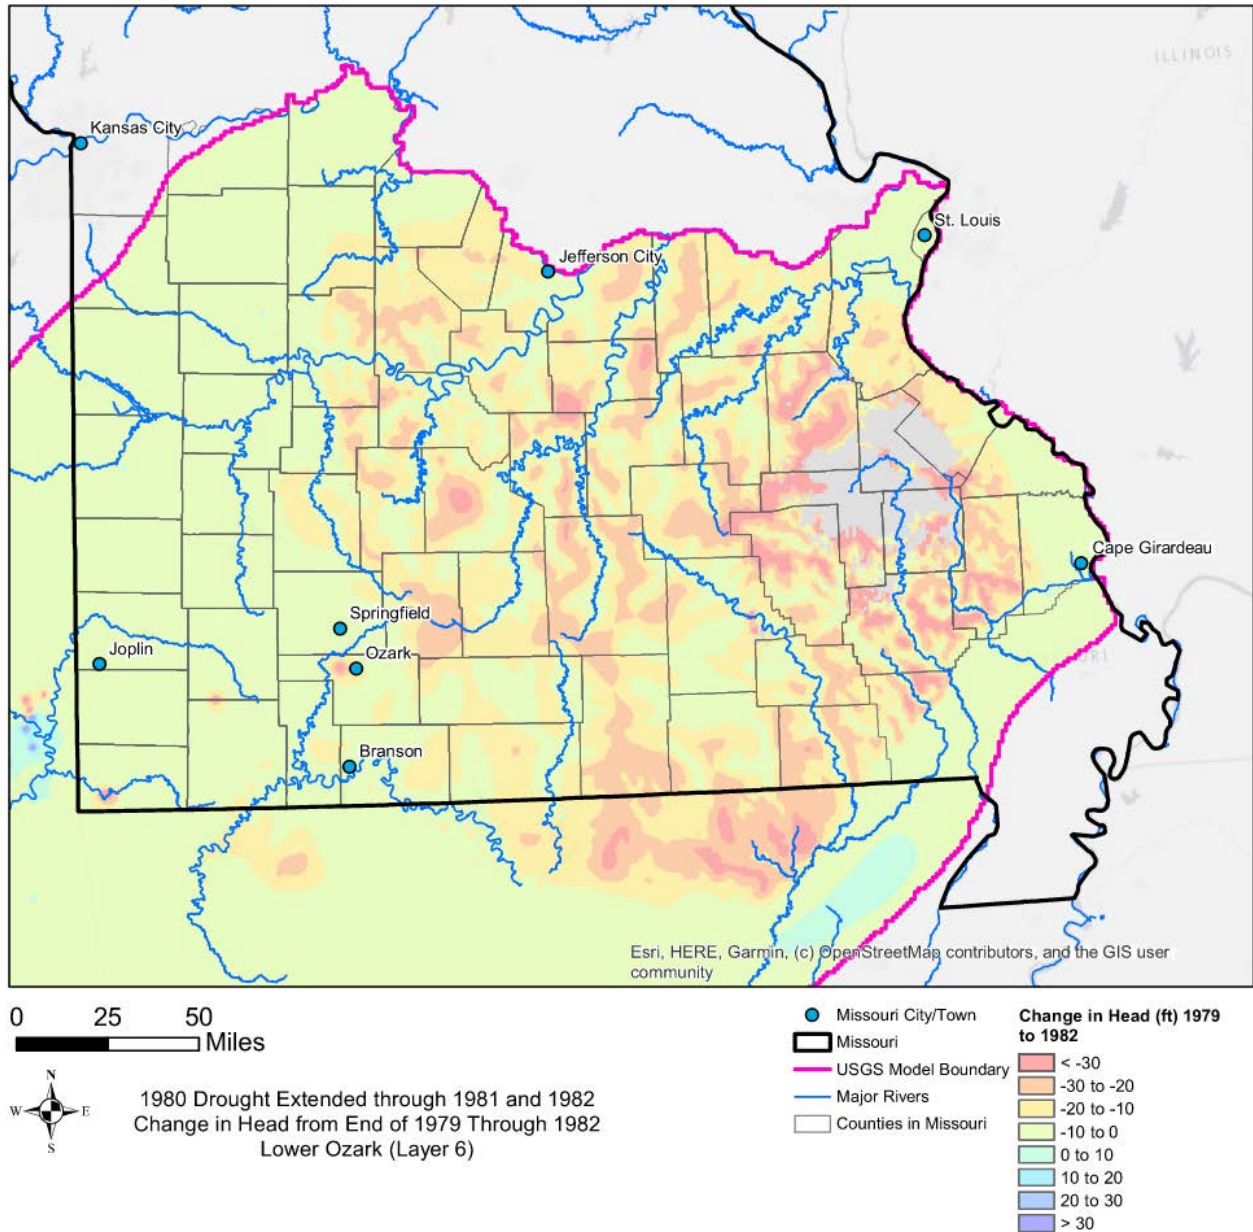 ILLINOIS
Kansas City
St. Louis
Jefferson City
Cape Girardeau
Springfield
Joplin
Ozark
Branson
Esri, HERE, Garmin, (c) OpenStreetMap contributors, and the GIS user
community
0 25 50
Miles
N
W E
S
1980 Drought Extended through 1981 and 1982
Change in Head from End of 1979 Through 1982
Lower Ozark (Layer 6)
Missouri City/Town
Missouri
USGS Model Boundary
Major Rivers
Counties in Missouri
Change in Head (ft) 1979
to 1982
< -30
-30 to -20
-20 to -10
-10 to 0
0 to 10
10 to 20
20 to 30
> 30